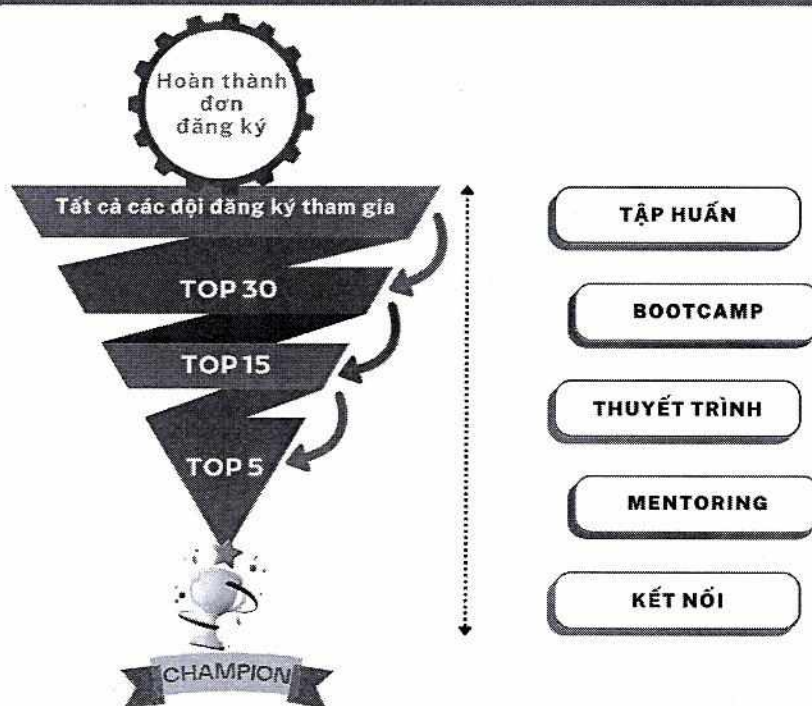 Hoàn thành
đơn
đăng ký
Tất cả các đội đăng ký tham gia
TOP 30
TOP 15
TOP 5
CHAMPION
TẬP HUẤN
BOOTCAMP
THUYẾT TRÌNH
MENTORING
KẾT NỐI